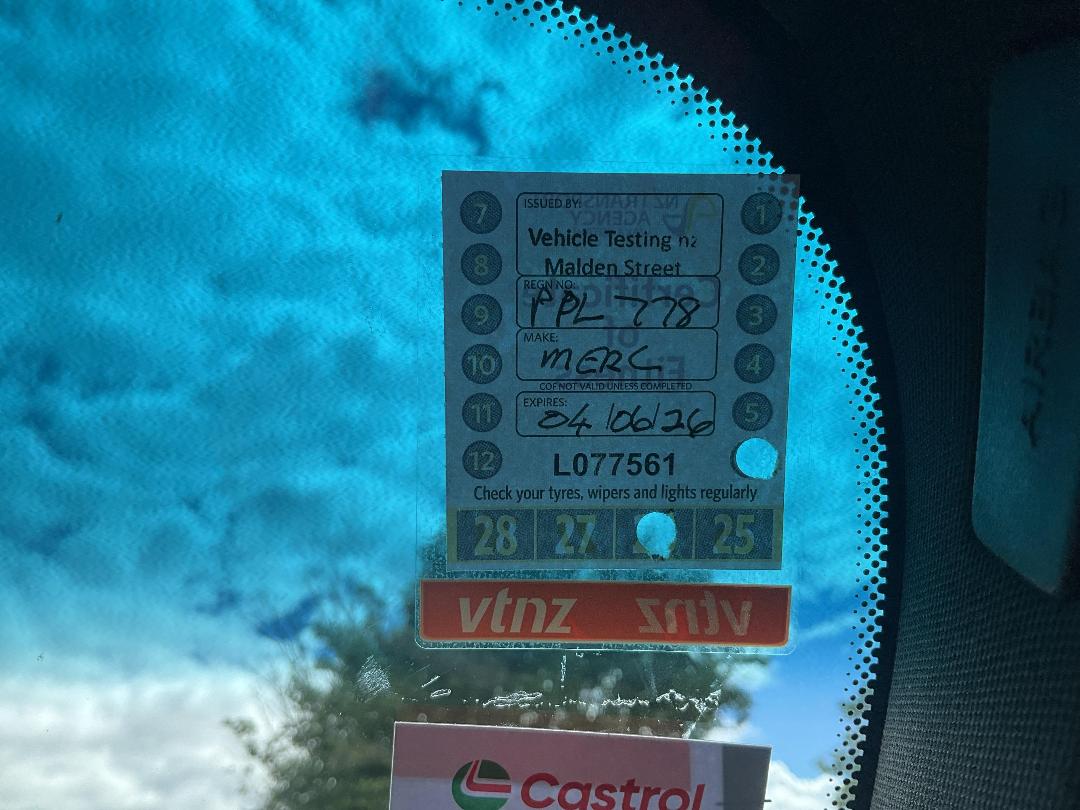 7
ISSUED BY:
1
Vehicle Testing nz
8
Malden Street
2
REGN NO:
9
PPL 778
3
MAKE:
10
MERC
4
COF NOT VALID UNLESS COMPLETED
EXPIRES:
11
04/06/26
5
12
L077561
Check your tyres, wipers and lights regularly
28 27 25
vtnz vtnz
Castrol